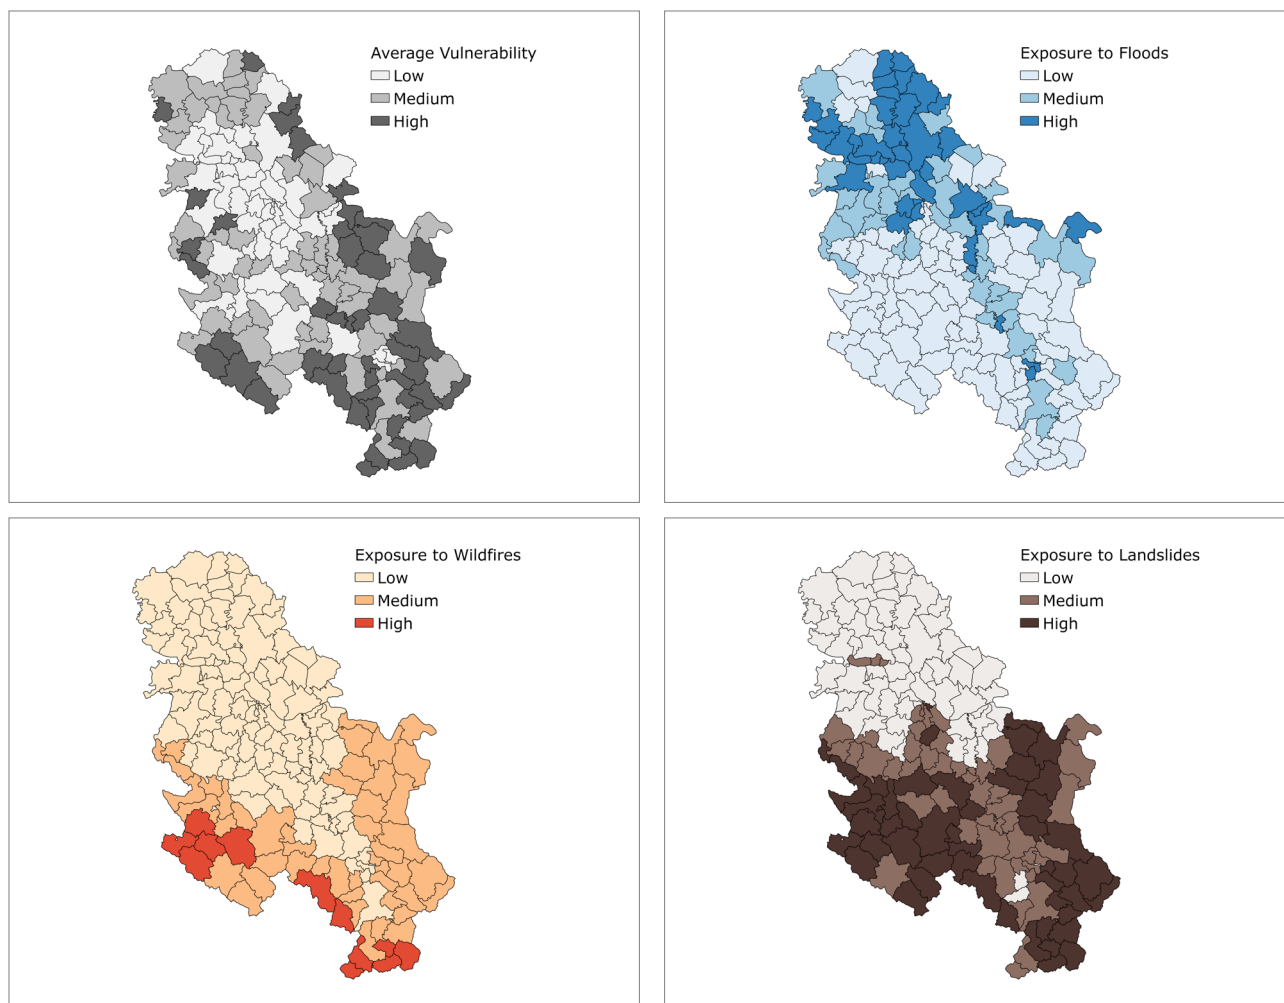 Average Vulnerability
Low
Medium
High
Exposure to Floods
Low
Medium
High
Exposure to Wildfires
Low
Medium
High
Exposure to Landslides
Low
Medium
High